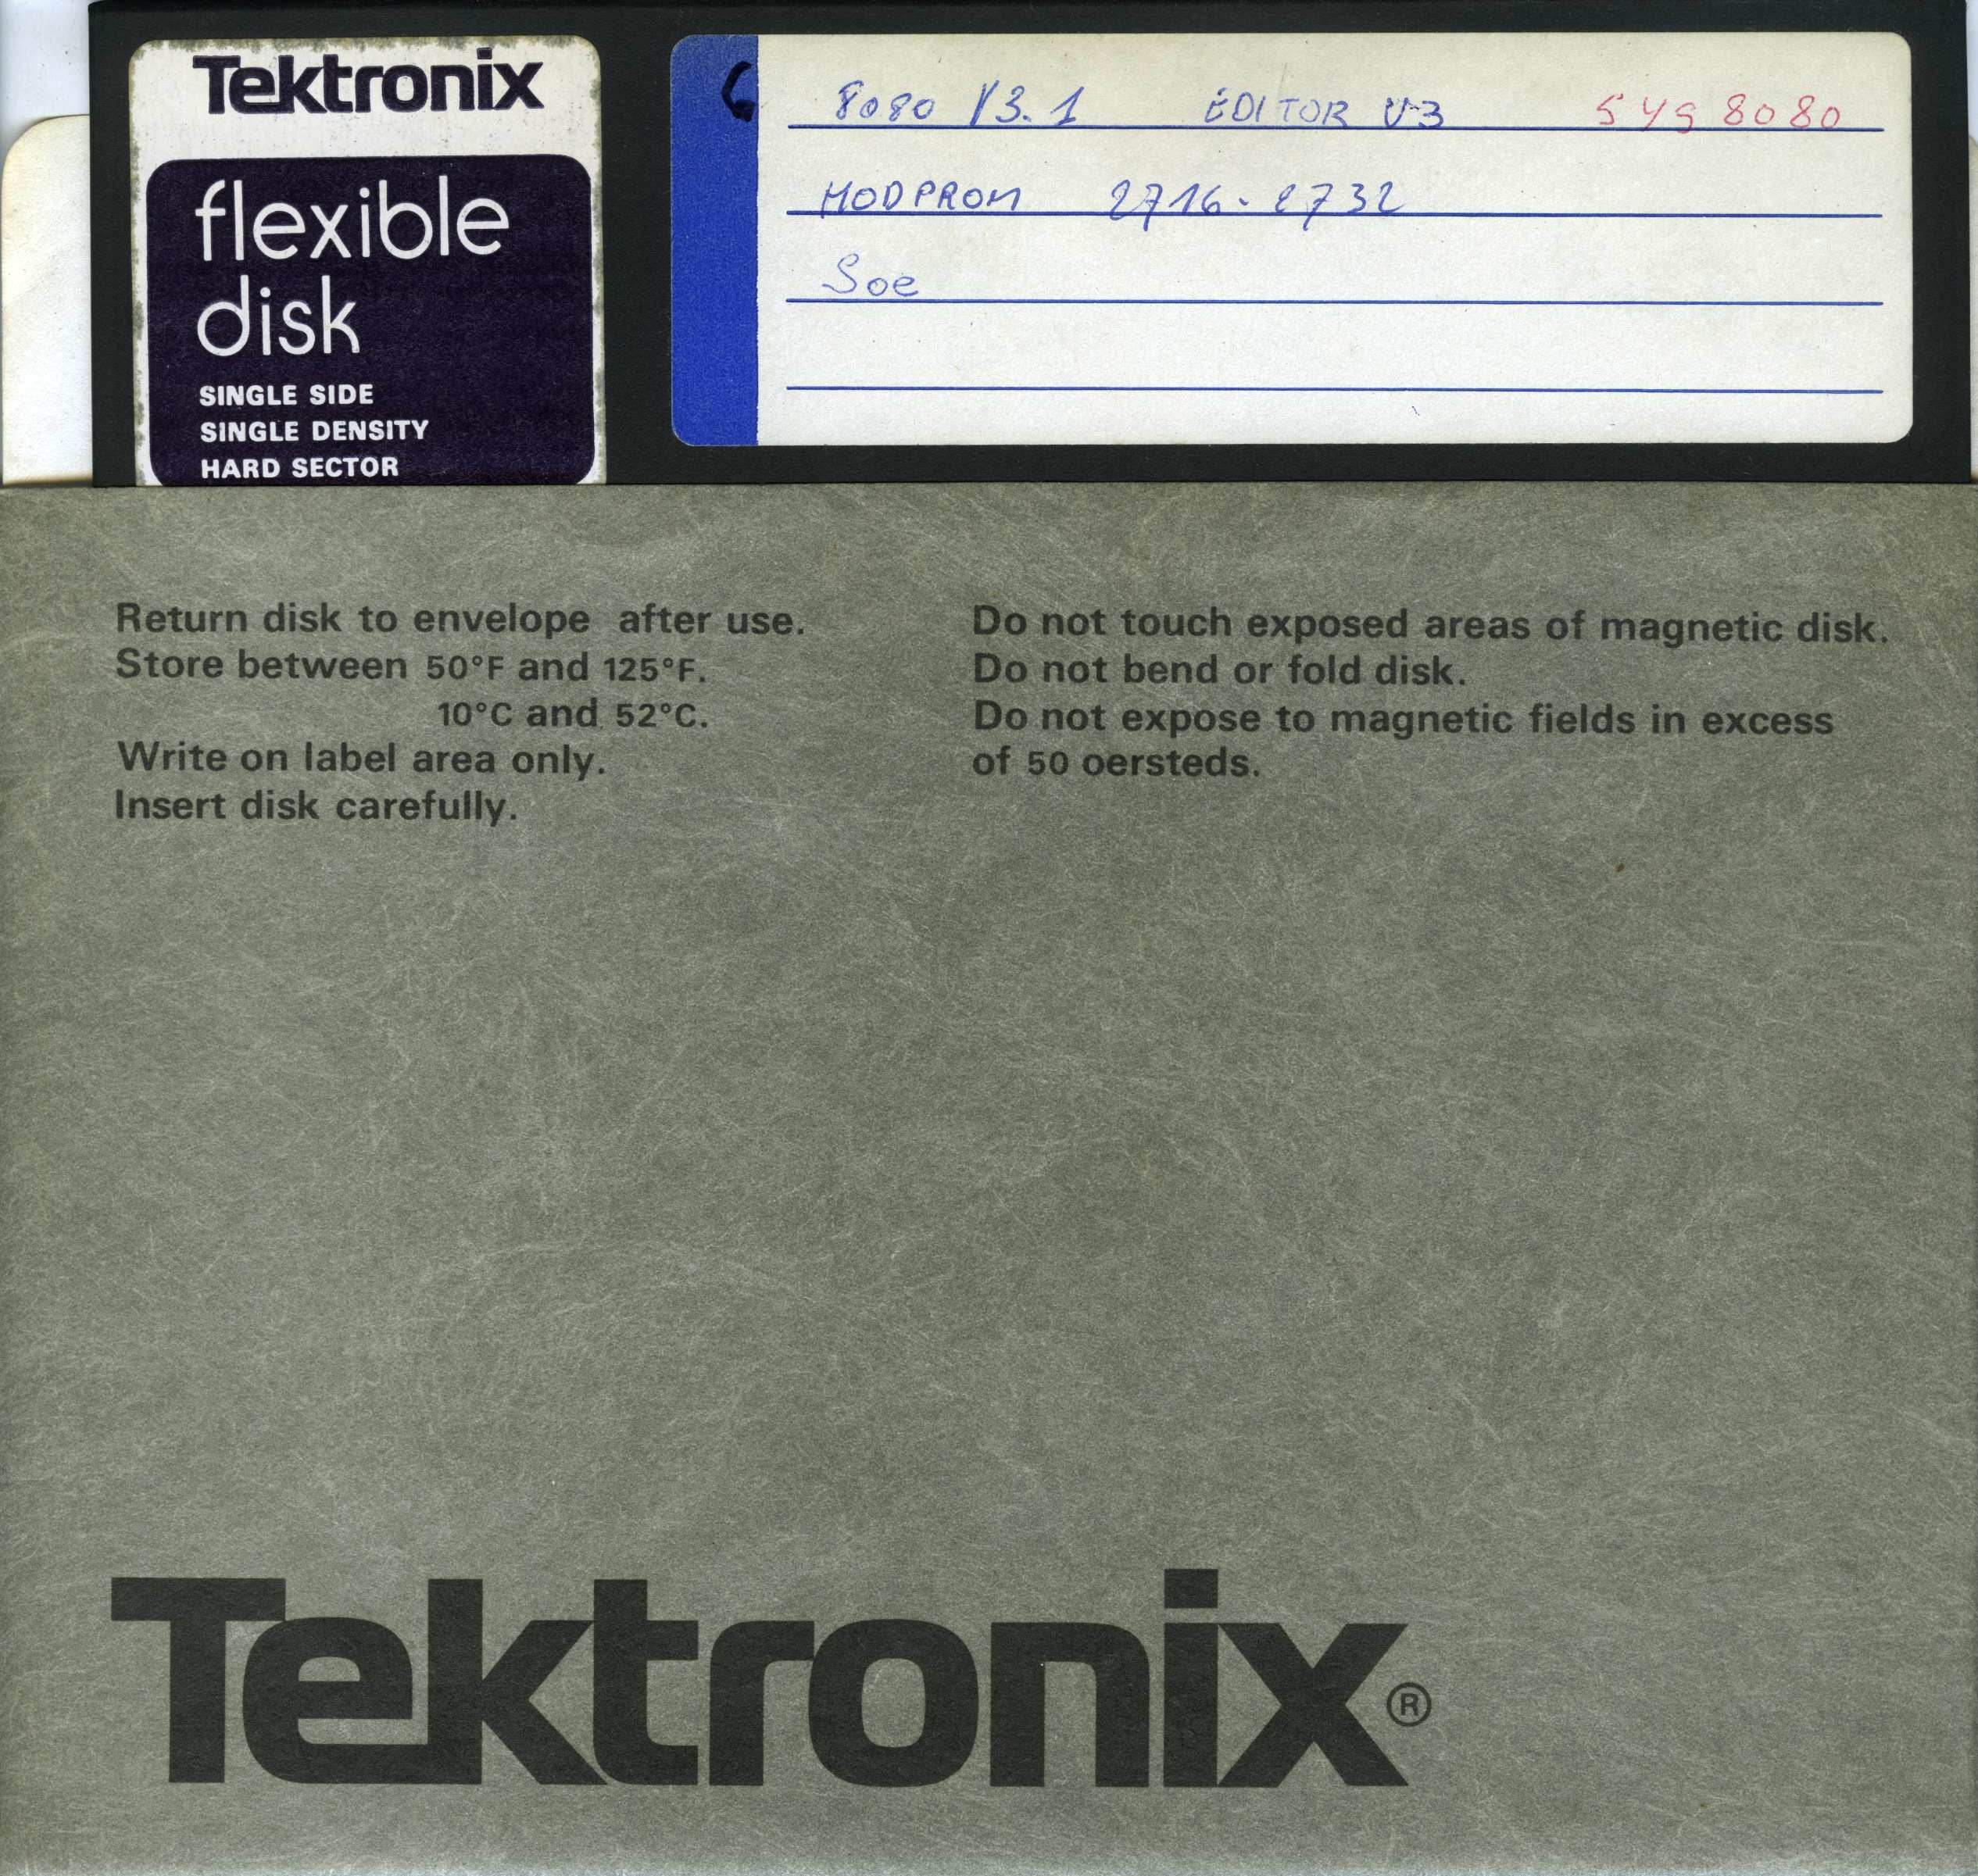 Tektronix
flexible
disk
SINGLE SIDE
SINGLE DENSITY
HARD SECTOR
6
8080 V3.1 EDITOR V3 SYS 8080
MODPROM 2716-2732
Soe
Return disk to envelope after use.
Store between 50°F and 125°F.
10°C and 52°C.
Write on label area only.
Insert disk carefully.
Do not touch exposed areas of magnetic disk.
Do not bend or fold disk.
Do not expose to magnetic fields in excess
of 50 oersteds.
Tektronix®